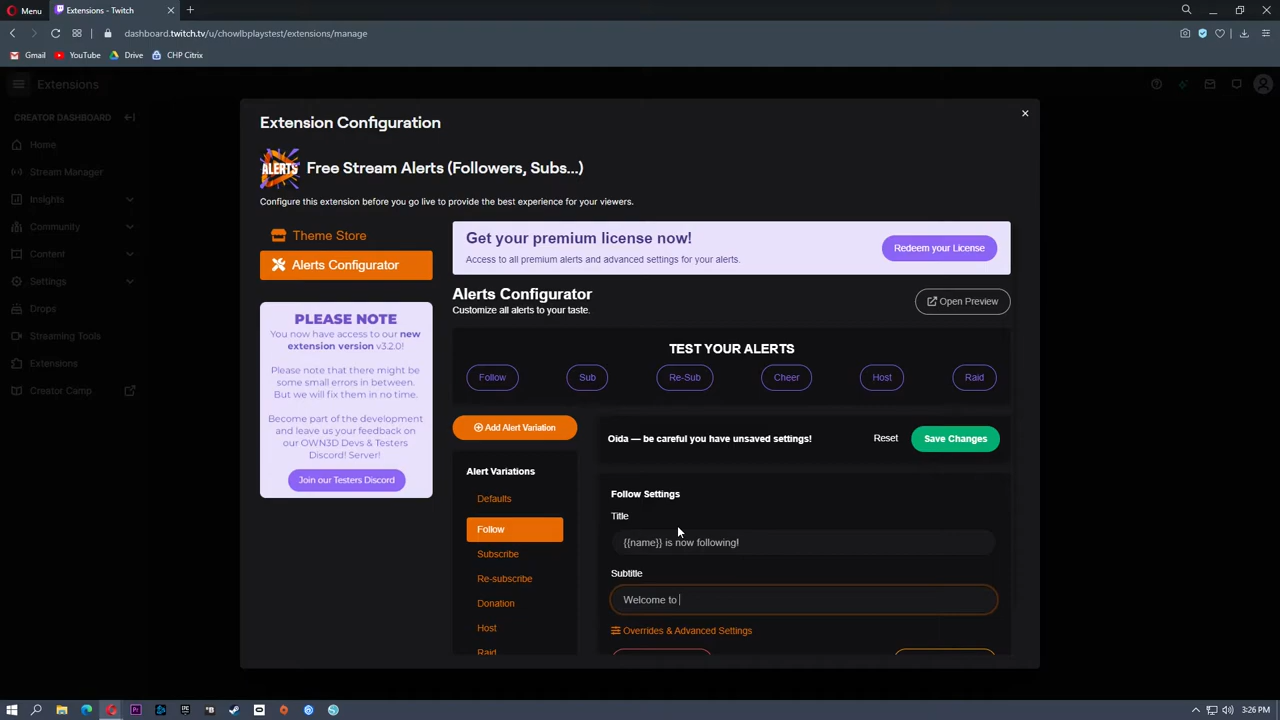 Menu
Extensions - Twitch
dashboard.twitch.tv/u/chowlbplaystest/extensions/manage
Gmail
YouTube
Drive
CHP Citrix
Extensions
CREATOR DASHBOARD
Home
Stream Manager
Insights
Community
Content
Settings
Drops
Streaming Tools
Extensions
Creator Camp
Extension Configuration
ALERTS
Free Stream Alerts (Followers, Subs...)
Configure this extension before you go live to provide the best experience for your viewers.
Theme Store
Alerts Configurator
PLEASE NOTE
You now have access to our new
extension version v3.2.0!
Please note that there might be
some small errors in between.
But we will fix them in no time.
Become part of the development
and leave us your feedback on
our OWN3D Devs & Testers
Discord! Server!
Join our Testers Discord
Get your premium license now!
Access to all premium alerts and advanced settings for your alerts.
Redeem your License
Alerts Configurator
Customize all alerts to your taste.
Open Preview
TEST YOUR ALERTS
Follow
Sub
Re-Sub
Cheer
Host
Raid
Add Alert Variation
Oida — be careful you have unsaved settings!
Reset
Save Changes
Alert Variations
Defaults
Follow
Subscribe
Re-subscribe
Donation
Host
Raid
Follow Settings
Title
{{name}} is now following!
Subtitle
Welcome to
Overrides & Advanced Settings
3:26 PM